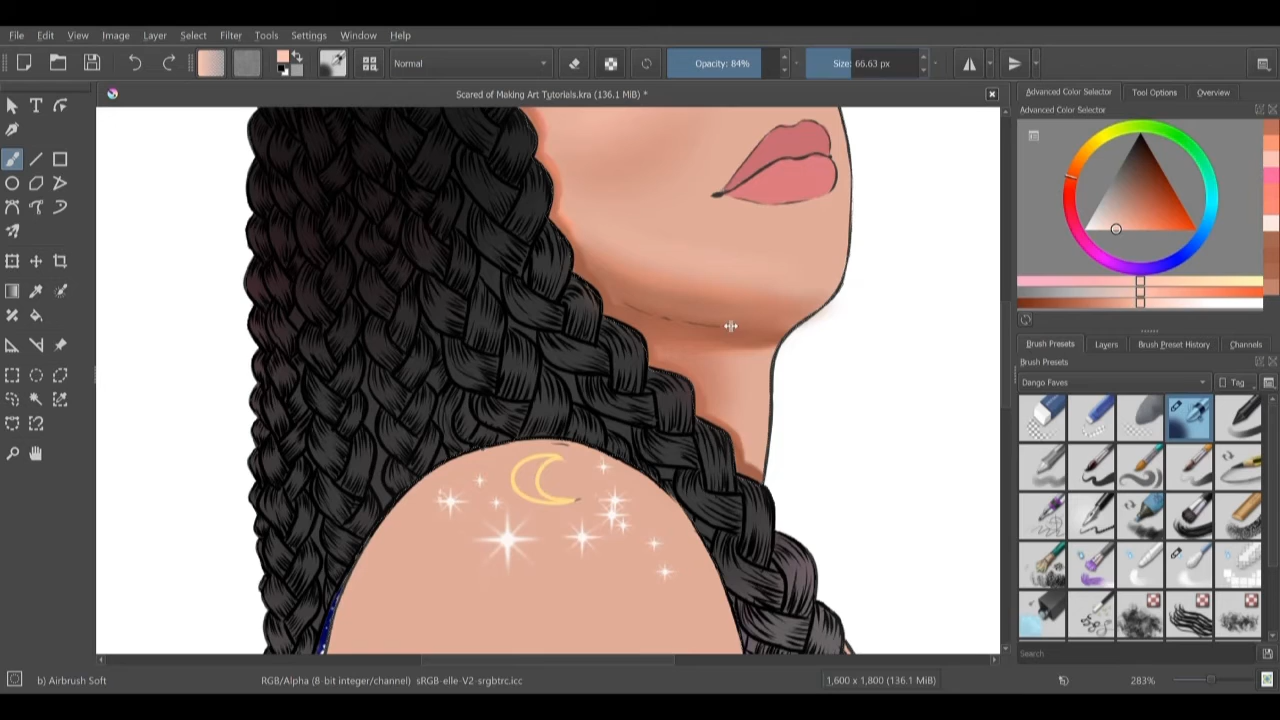 File Edit View Image Layer Select Filter Tools Settings Window Help
Normal Opacity: 84% Size: 66.63 px
Scared of Making Art Tutorials.kra (136.1 MiB) *
Advanced Color Selector Tool Options Overview
Advanced Color Selector
Brush Presets Layers Brush Preset History Channels
Brush Presets
Dango Faves Tag
Search
b) Airbrush Soft RGB/Alpha (8-bit integer/channel) sRGB-elle-V2-srgbtrc.icc 1,600 x 1,800 (136.1 MiB) 283%